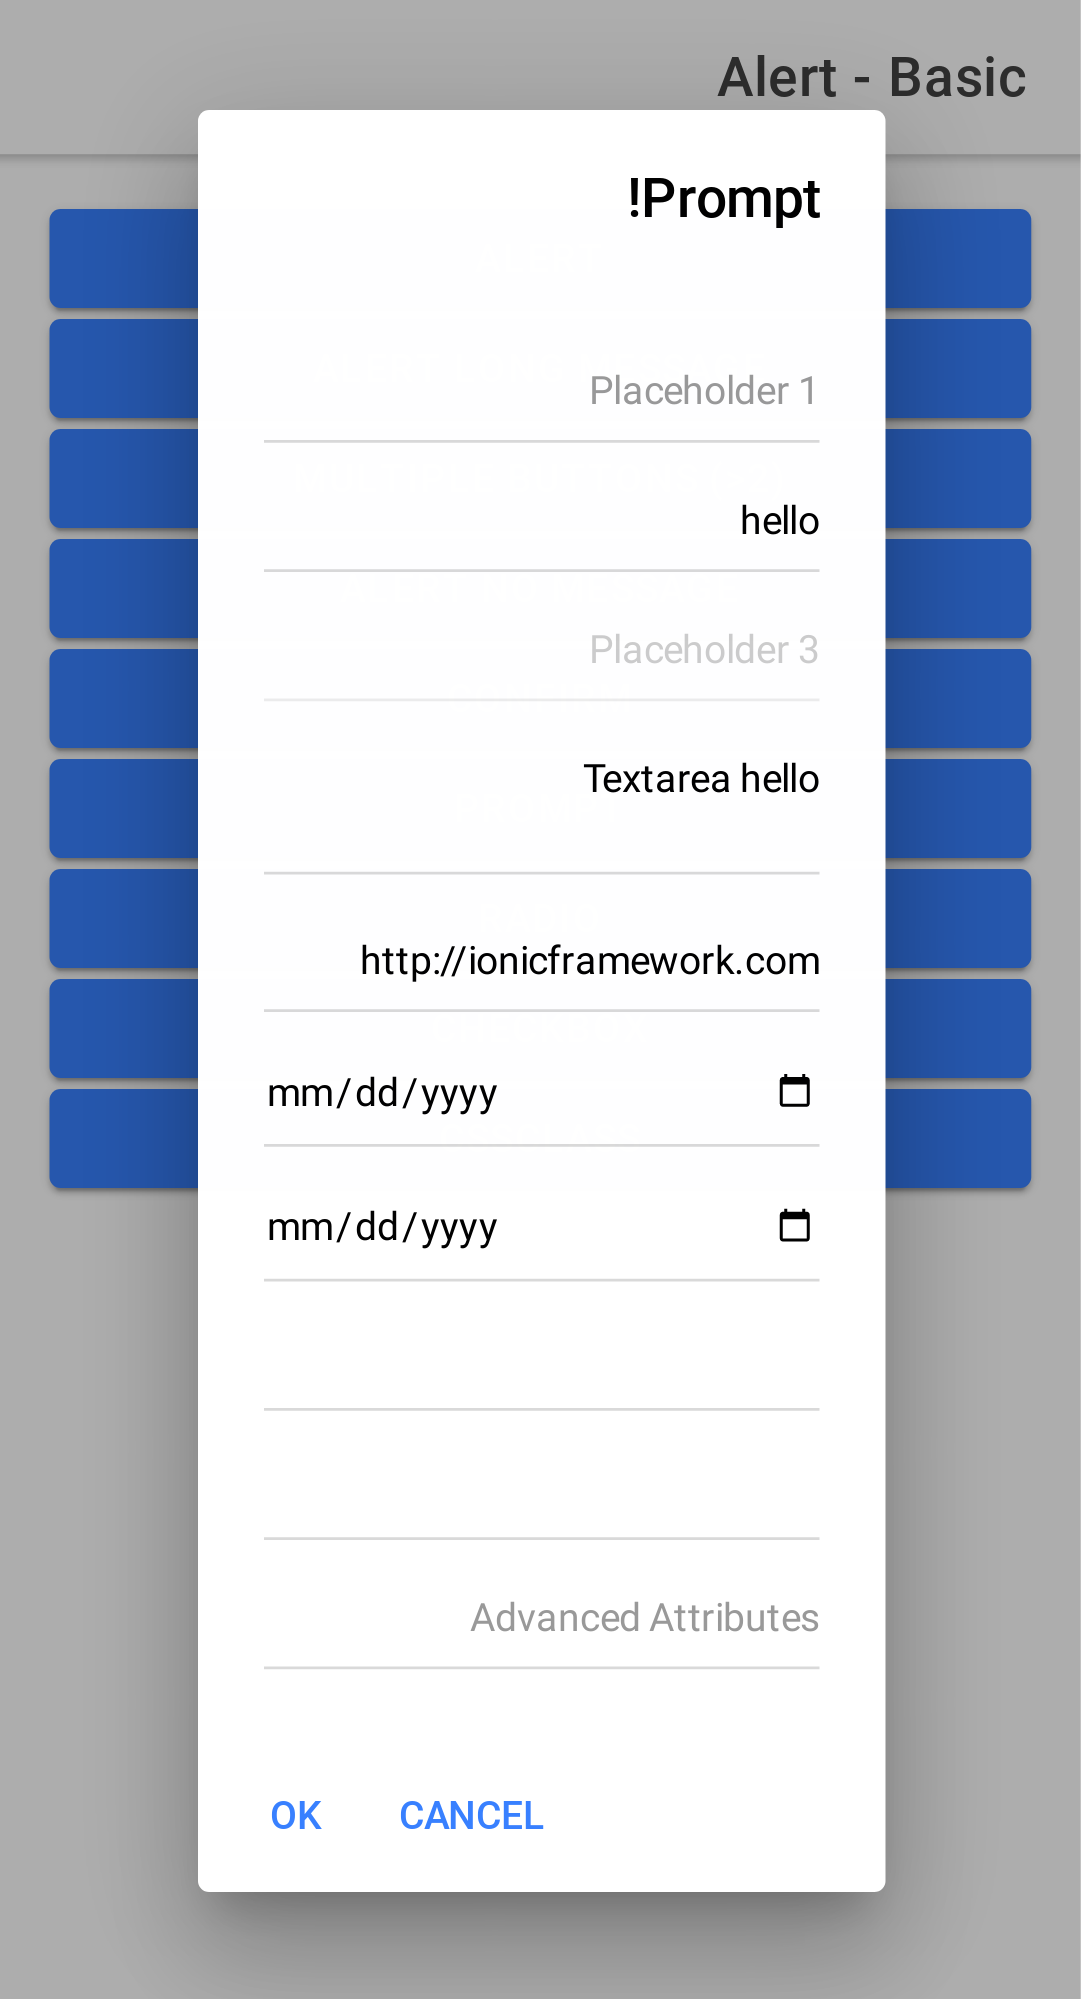 Alert - Basic
!Prompt
Placeholder 1
hello
Placeholder 3
Textarea hello
http://ionicframework.com
mm/dd/yyyy
mm/dd/yyyy
Advanced Attributes
OK CANCEL